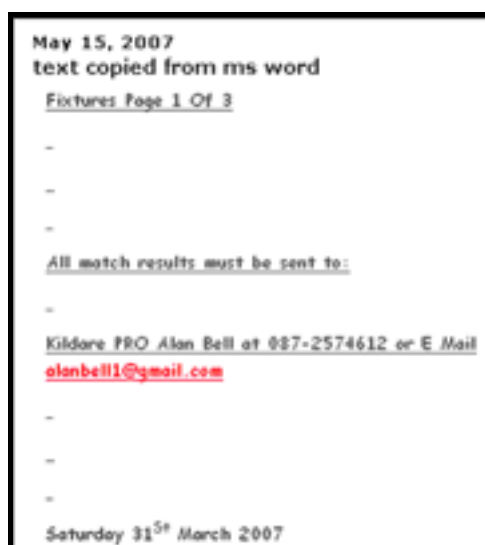 May 15, 2007
text copied from ms word
Fixtures Page 1 Of 3
-
-
-
All match results must be sent to:
-
Kildare PRO Alan Bell at 087-2574612 or E Mail
alanbell1@gmail.com
-
-
-
Saturday 31St March 2007